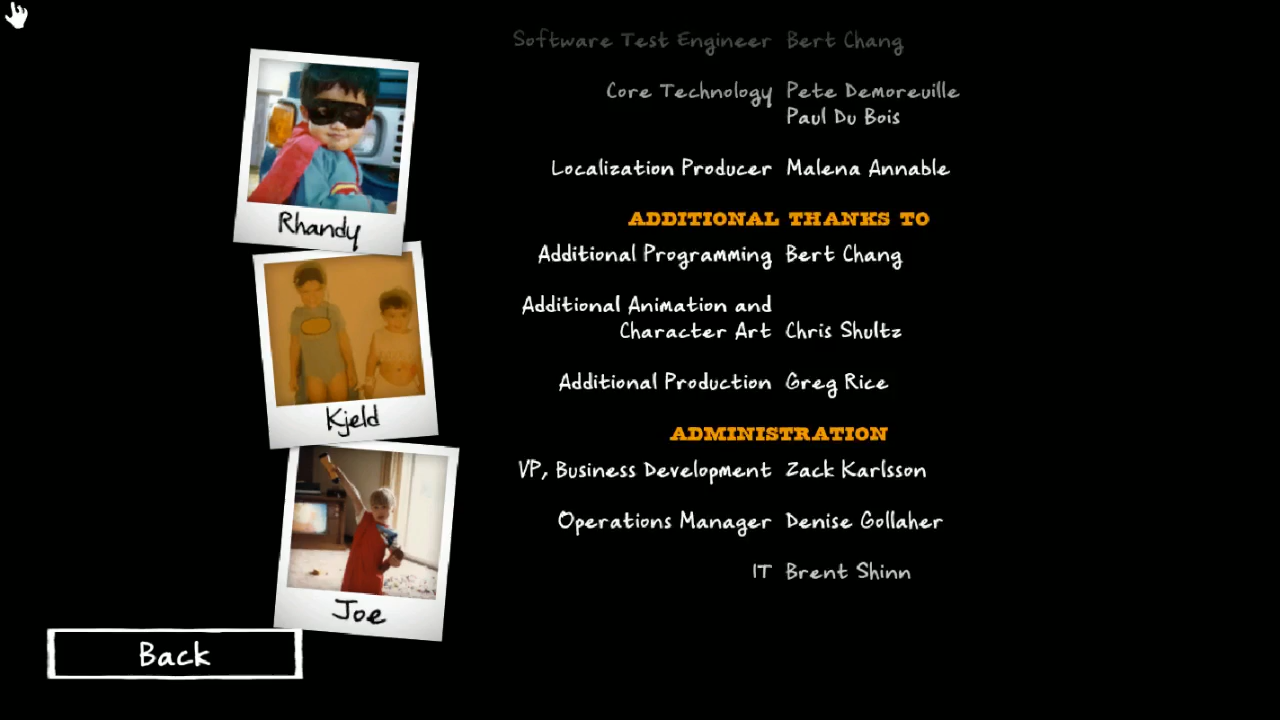 Software Test Engineer Bert Chang
Core Technology Pete Demoreuille
Paul Du Bois
Localization Producer Malena Annable
ADDITIONAL THANKS TO
Additional Programming Bert Chang
Additional Animation and
Character Art Chris Shultz
Additional Production Greg Rice
ADMINISTRATION
VP, Business Development Zack Karlsson
Operations Manager Denise Gollaher
IT Brent Shinn
Rhandy
Kjeld
Joe
Back